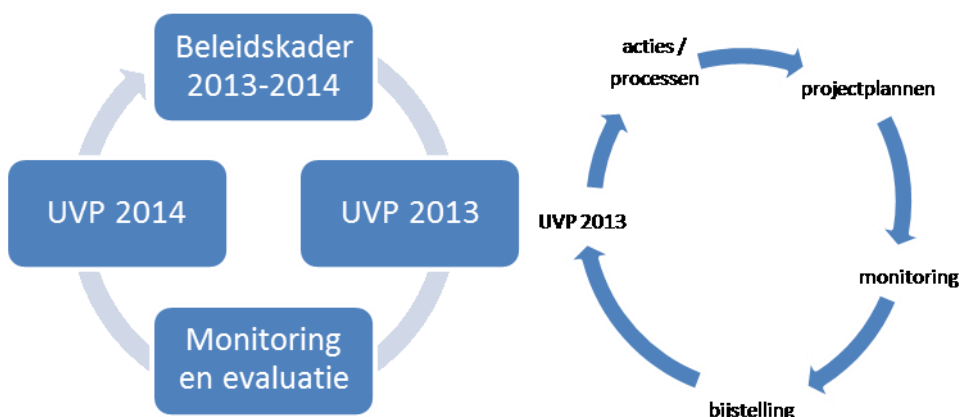 Beleidskader
2013-2014
UVP 2014
UVP 2013
Monitoring
en evaluatie
acties /
processen
projectplannen
UVP 2013
monitoring
bijstelling